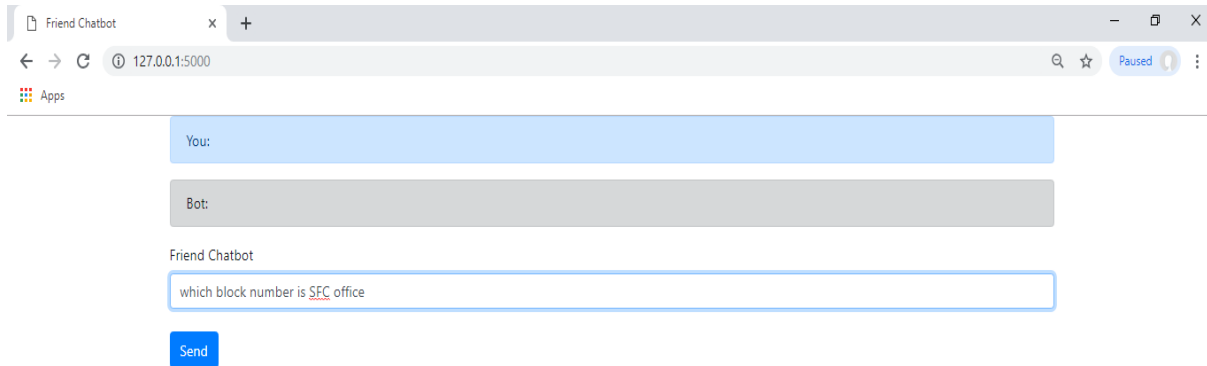 Friend Chatbot
127.0.0.1:5000
Paused
Apps
You:
Bot:
Friend Chatbot
which block number is SFC office
Send